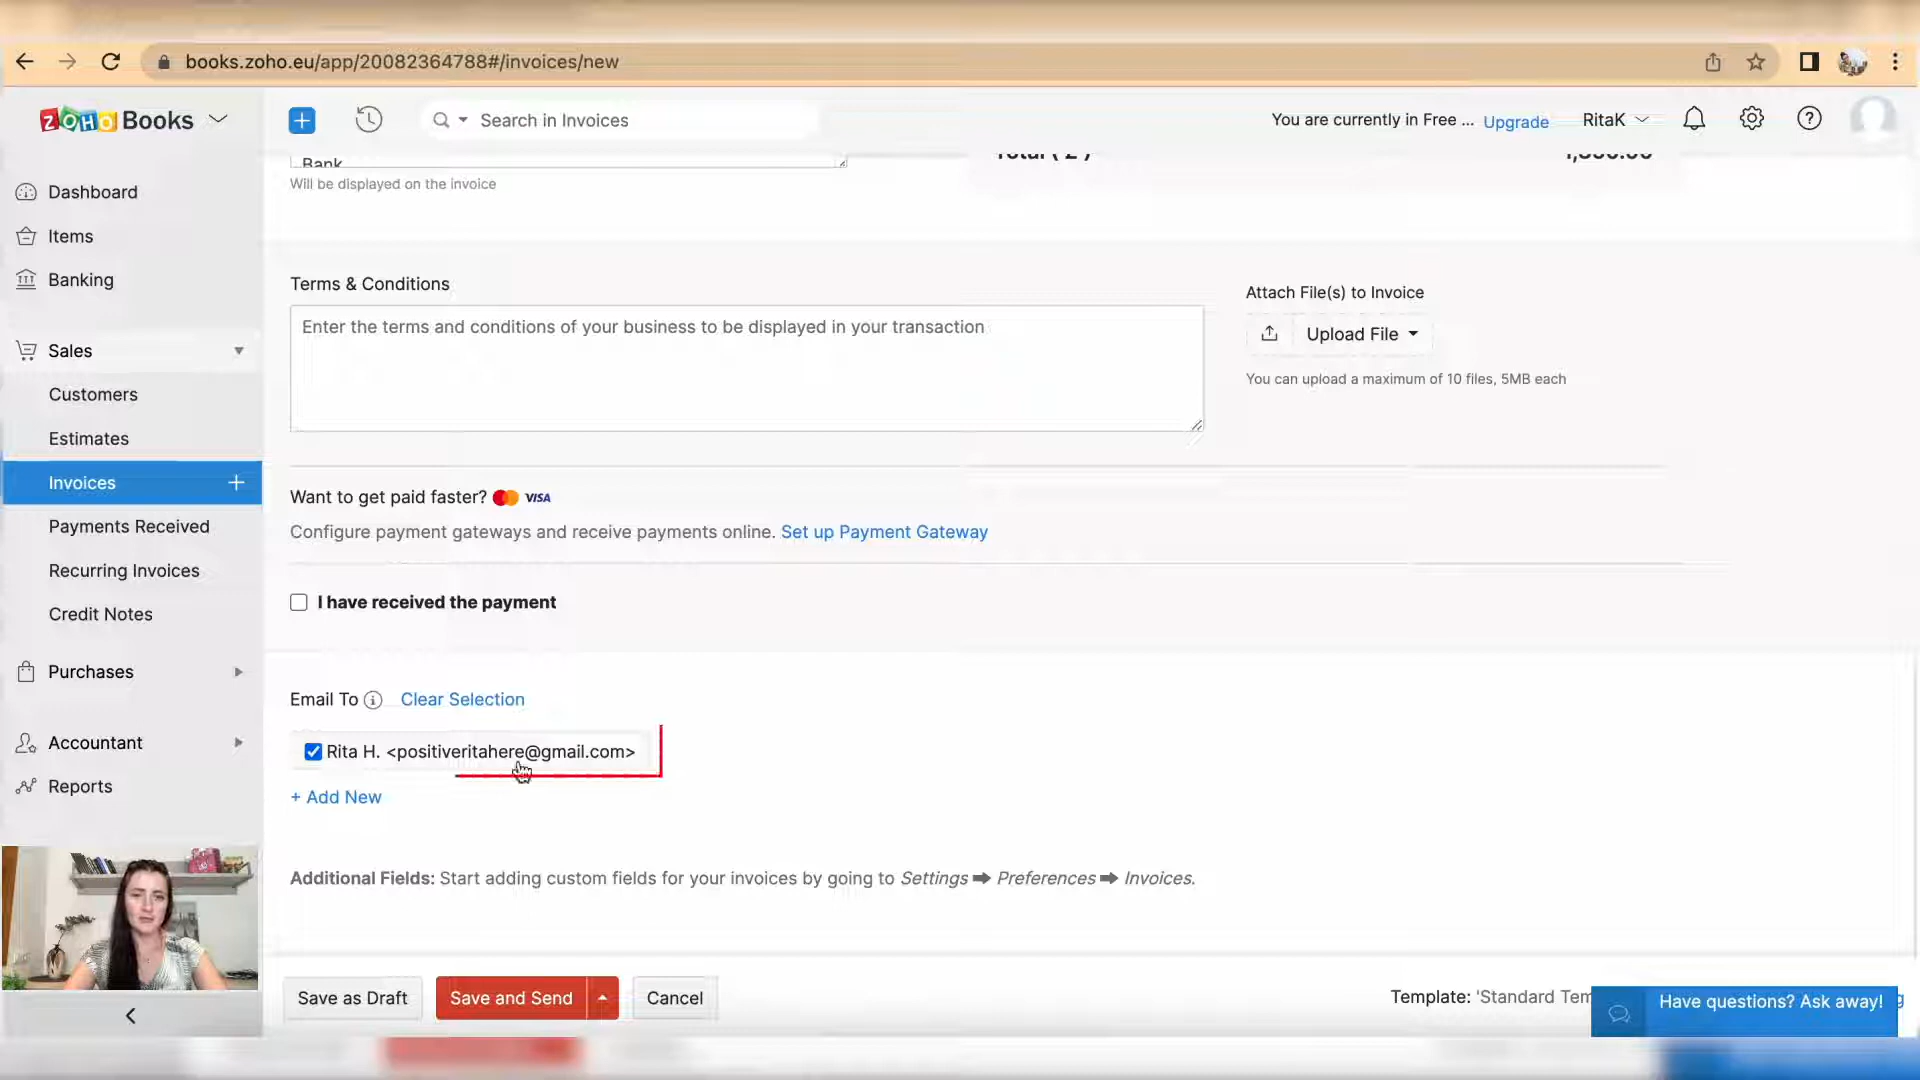 books.zoho.eu/app/20082364788#/invoices/new
ZOHO Books
Search in Invoices
You are currently in Free ... Upgrade
RitaK
Bank
Will be displayed on the invoice
Dashboard
Items
Banking
Sales
Customers
Estimates
Invoices
Payments Received
Recurring Invoices
Credit Notes
Purchases
Accountant
Reports
Terms & Conditions
Enter the terms and conditions of your business to be displayed in your transaction
Attach File(s) to Invoice
Upload File
You can upload a maximum of 10 files, 5MB each
Want to get paid faster? VISA
Configure payment gateways and receive payments online. Set up Payment Gateway
I have received the payment
Email To Clear Selection
Rita H. <positiveritahere@gmail.com>
+ Add New
Additional Fields: Start adding custom fields for your invoices by going to Settings ➡ Preferences ➡ Invoices.
Save as Draft
Save and Send
Cancel
Template: 'Standard Tem
Have questions? Ask away!